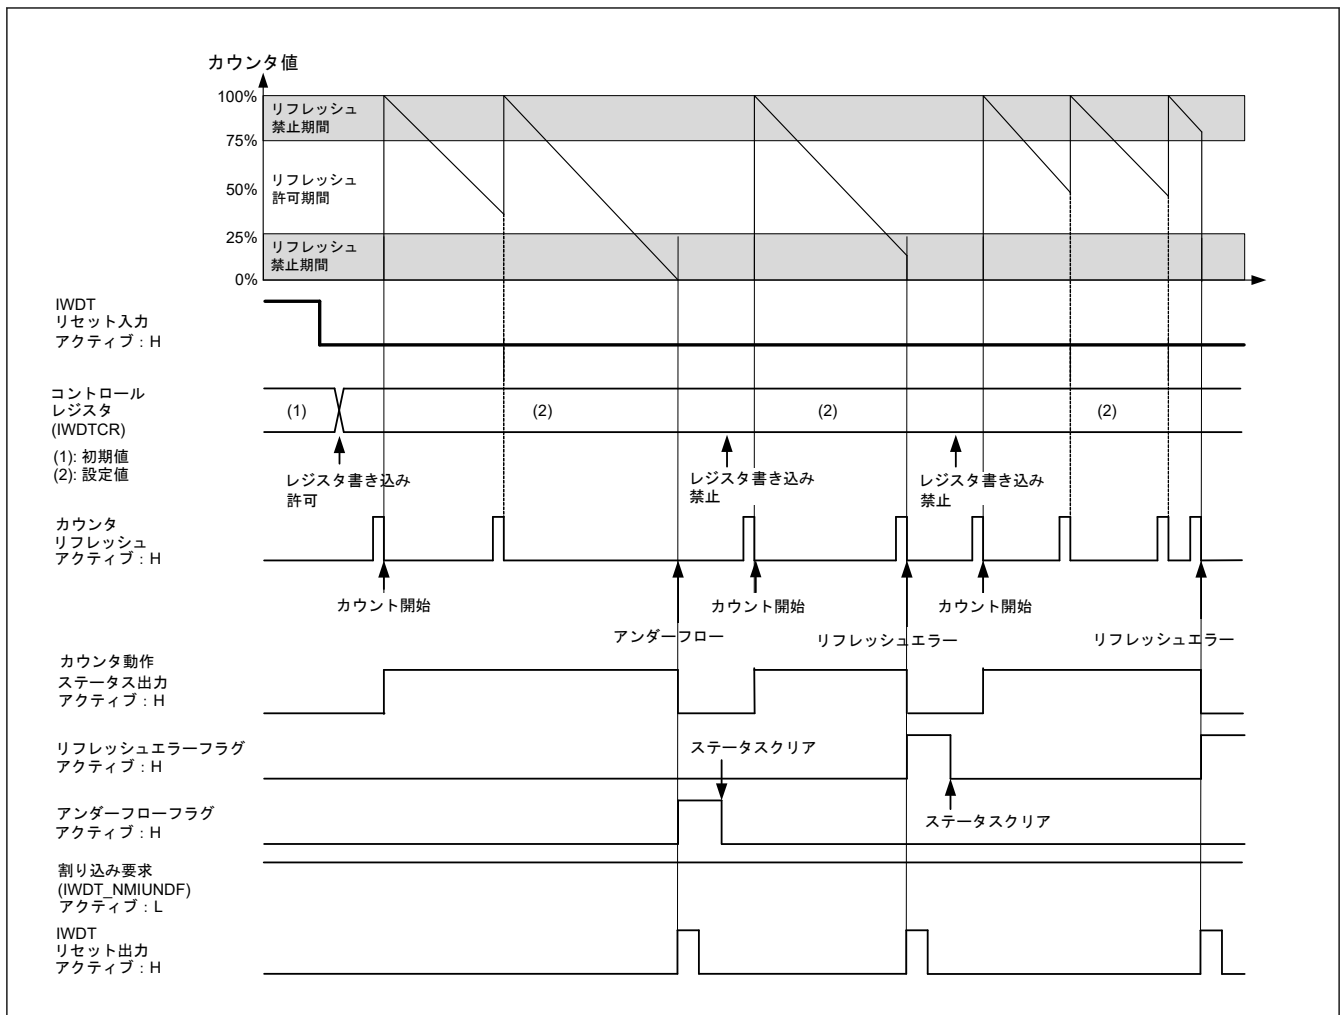 カウンタ値
100%
リフレッシュ
禁止期間
75%
50%
リフレッシュ
許可期間
25%
リフレッシュ
禁止期間
0%
IWDT
リセット入力
アクティブ : H
コントロール
レジスタ
(IWDTCR)
(1): 初期値
(2): 設定値
(1)
(2)
(2)
(2)
レジスタ書き込み
許可
レジスタ書き込み
禁止
レジスタ書き込み
禁止
カウンタ
リフレッシュ
アクティブ : H
カウント開始
カウント開始
カウント開始
アンダーフロー
リフレッシュエラー
リフレッシュエラー
カウンタ動作
ステータス出力
アクティブ : H
リフレッシュエラーフラグ
アクティブ : H
ステータスクリア
ステータスクリア
アンダーフローフラグ
アクティブ : H
割り込み要求
(IWDT_NMIUNDF)
アクティブ : L
IWDT
リセット出力
アクティブ : H